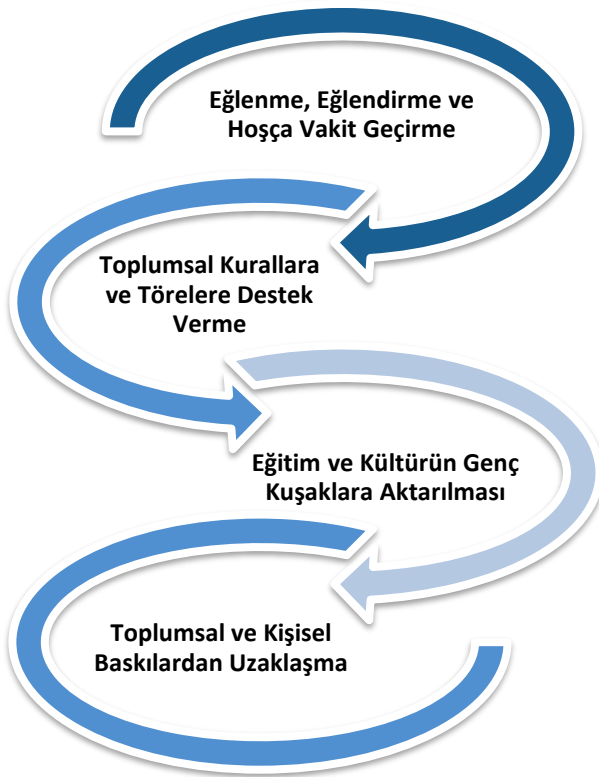 Eğlenme, Eğlendirme ve
Hoşça Vakit Geçirme
Toplumsal Kurallara
ve Törelere Destek
Verme
Eğitim ve Kültürün Genç
Kuşaklara Aktarılması
Toplumsal ve Kişisel
Baskılardan Uzaklaşma